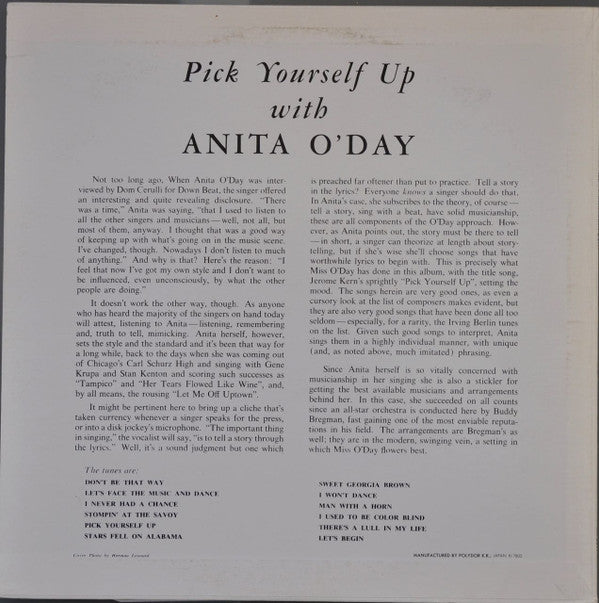 Pick Yourself Up
with
ANITA O'DAY
Not too long ago, When Anita O'Day was inter-
viewed by Dom Cerulli for Down Beat, the singer offered
an interesting and quite revealing disclosure. "There
was a time," Anita was saying, "that I used to listen to
all the other singers and musicians — well, not all, but
most of them, anyway. I thought that was a good way
of keeping up with what's going on in the music scene.
I've changed, though. Nowadays I don't listen to much
of anything." And why is that? Here's the reason: "I
feel that now I've got my own style and I don't want to
be influenced, even unconsciously, by what the other
people are doing."
It doesn't work the other way, though. As anyone
who has heard the majority of the singers on hand today
will attest, listening to Anita — listening, remembering
and, truth to tell, mimicking. Anita herself, however,
sets the style and the standard and it's been that way for
a long while, back to the days when she was coming out
of Chicago's Carl Schurz High and singing with Gene
Krupa and Stan Kenton and scoring such successes as
"Tampico" and "Her Tears Flowed Like Wine", and,
by all means, the rousing "Let Me Off Uptown".
It might be pertinent here to bring up a cliche that's
taken currency whenever a singer speaks for the press,
or into a disk jockey's microphone. "The important thing
in singing," the vocalist will say, "is to tell a story through
the lyrics." Well, it's a sound judgment but one which
is preached far oftener than put to practice. Tell a story
in the lyrics? Everyone knows a singer should do that.
In Anita's case, she subscribes to the theory, of course —
tell a story, sing with a beat, have solid musicianship,
these are all components of the O'Day approach. How-
ever, as Anita points out, the story must be there to tell
— in short, a singer can theorize at length about story-
telling, but if she's wise she'll choose songs that have
worthwhile lyrics to begin with. This is precisely what
Miss O'Day has done in this album, with the title song,
Jerome Kern's sprightly "Pick Yourself Up", setting the
mood. The songs herein are very good ones, as even a
cursory look at the list of composers makes evident, but
they are also very good songs that have been done all too
seldom — especially, for a rarity, the Irving Berlin tunes
on the list. Given such good songs to interpret, Anita
sings them in a highly individual manner, with unique
(and, as noted above, much imitated) phrasing.
Since Anita herself is so vitally concerned with
musicianship in her singing she is also a stickler for
getting the best available musicians and arrangements
behind her. In this case, she succeeded on all counts
since an all-star orchestra is conducted here by Buddy
Bregman, fast gaining one of the most enviable reputa-
tions in his field. The arrangements are Bregman's as
well; they are in the modern, swinging vein, a setting in
which Miss O'Day flowers best.
The tunes are:
DON'T BE THAT WAY
LET'S FACE THE MUSIC AND DANCE
I NEVER HAD A CHANCE
STOMPIN' AT THE SAVOY
PICK YOURSELF UP
STARS FELL ON ALABAMA
SWEET GEORGIA BROWN
I WON'T DANCE
MAN WITH A HORN
I USED TO BE COLOR BLIND
THERE'S A LULL IN MY LIFE
LET'S BEGIN
Cover Photo by Herman Leonard
MANUFACTURED BY POLYDOR K.K., JAPAN